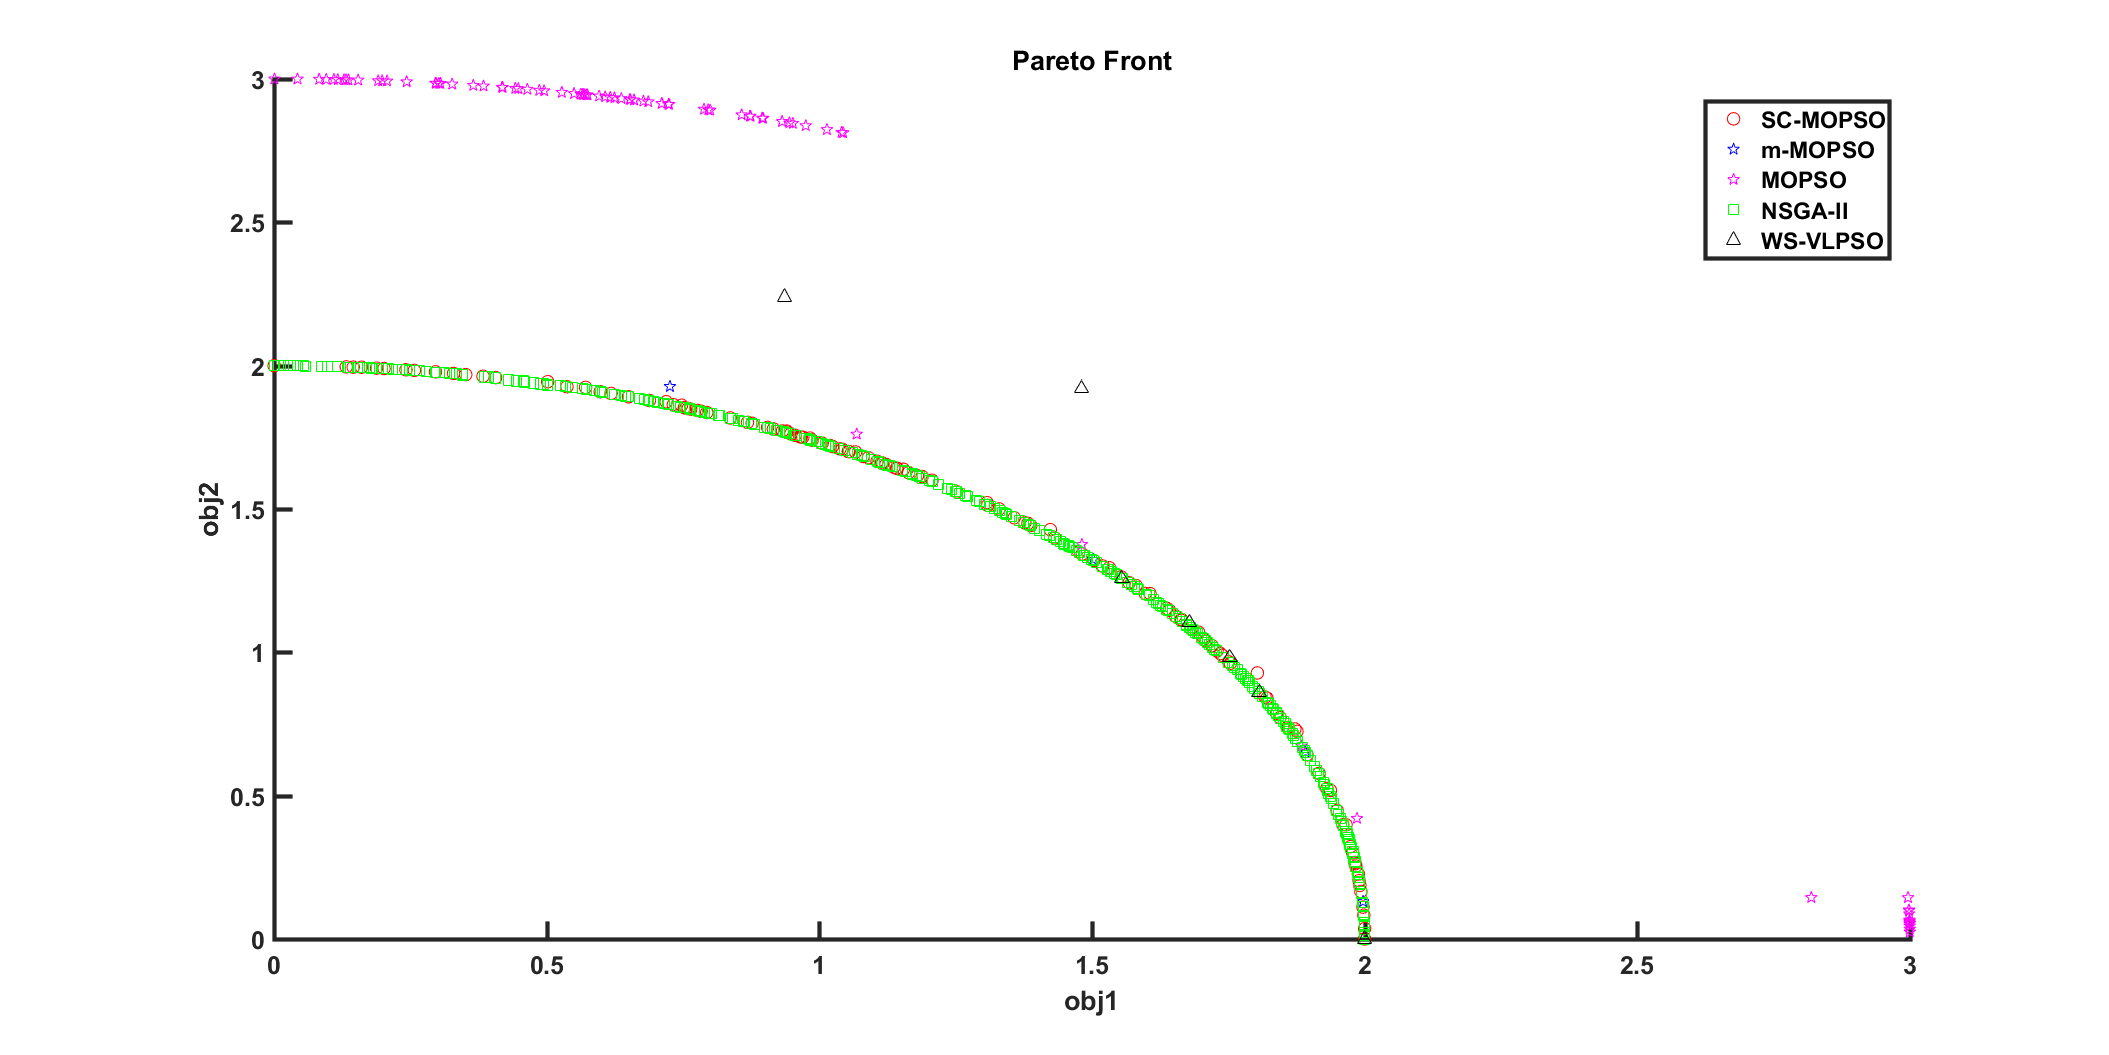 Pareto Front
SC-MOPSO
m-MOPSO
MOPSO
NSGA-II
WS-VLPSO
obj2
3
2.5
2
1.5
1
0.5
0
0 0.5 1 1.5 2 2.5 3
obj1